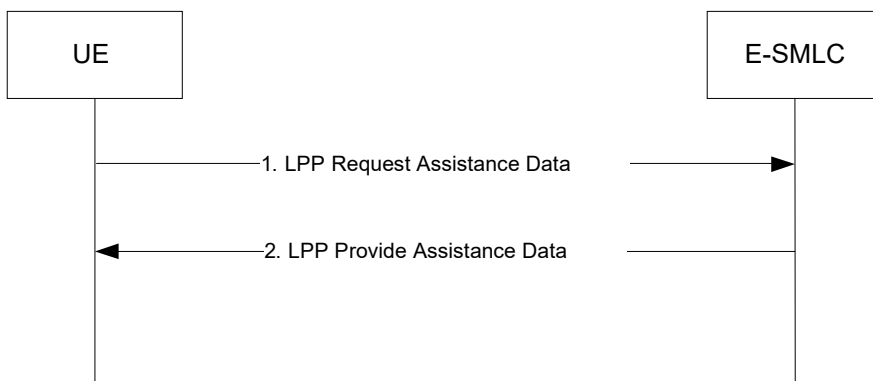 UE
E-SMLC
1. LPP Request Assistance Data
2. LPP Provide Assistance Data